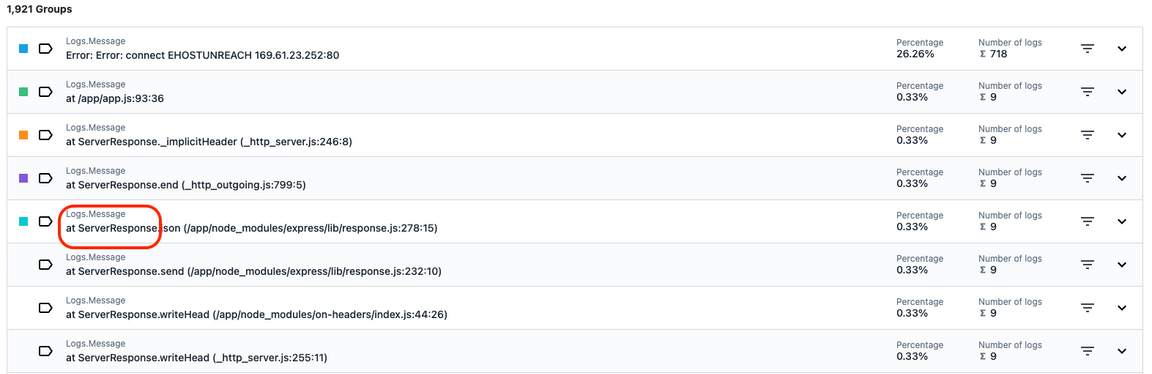 1,921 Groups
Logs.Message
Error: Error: connect EHOSTUNREACH 169.61.23.252:80
Percentage
26.26%
Number of logs
Σ 718
Logs.Message
at /app/app.js:93:36
Percentage
0.33%
Number of logs
Σ 9
Logs.Message
at ServerResponse._implicitHeader (_http_server.js:246:8)
Percentage
0.33%
Number of logs
Σ 9
Logs.Message
at ServerResponse.end (_http_outgoing.js:799:5)
Percentage
0.33%
Number of logs
Σ 9
Logs.Message
at ServerResponse.json (/app/node_modules/express/lib/response.js:278:15)
Percentage
0.33%
Number of logs
Σ 9
Logs.Message
at ServerResponse.send (/app/node_modules/express/lib/response.js:232:10)
Percentage
0.33%
Number of logs
Σ 9
Logs.Message
at ServerResponse.writeHead (/app/node_modules/on-headers/index.js:44:26)
Percentage
0.33%
Number of logs
Σ 9
Logs.Message
at ServerResponse.writeHead (_http_server.js:255:11)
Percentage
0.33%
Number of logs
Σ 9